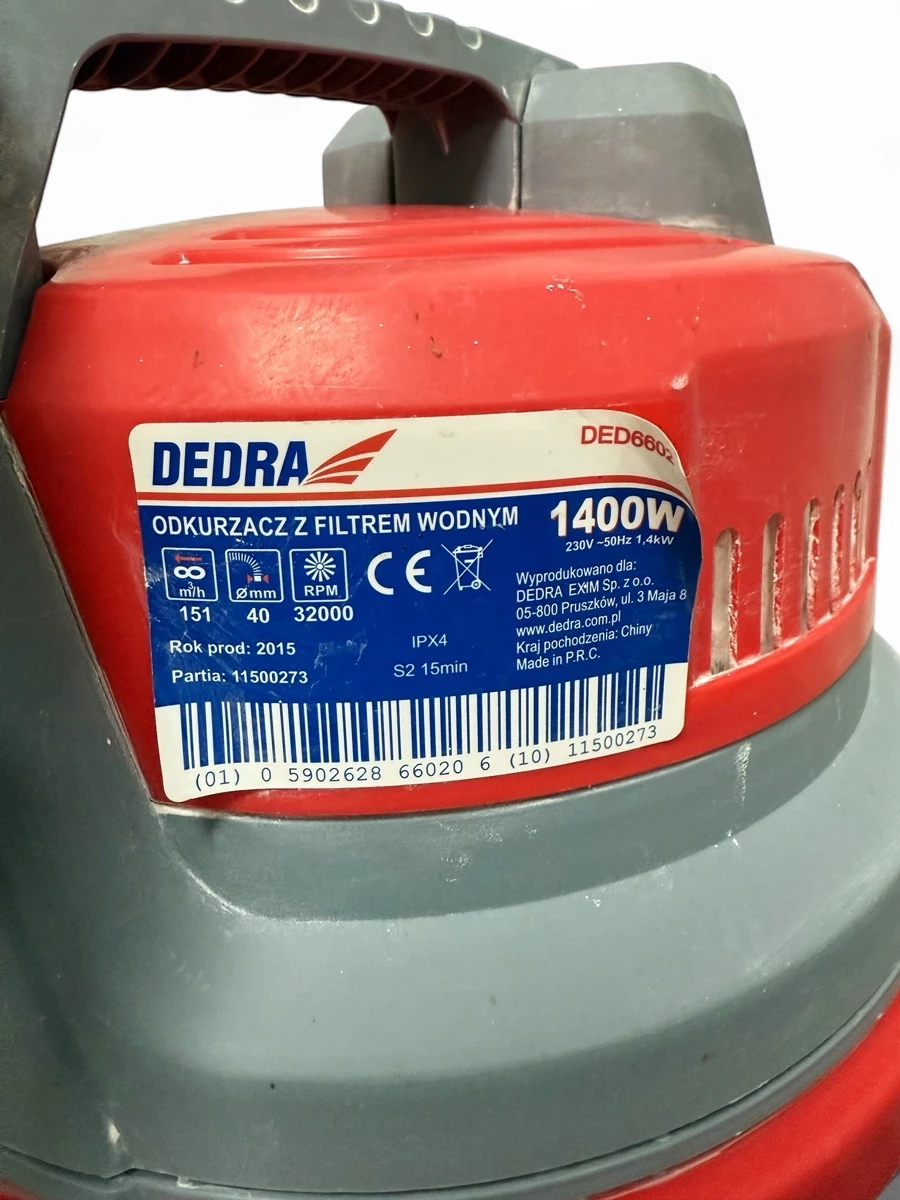 DEDRA
DED6602
ODKURZACZ Z FILTREM WODNYM
1400W
230V ~50Hz 1,4kW
m³/h
Ømm
RPM
CE
151
40
32000
Rok prod: 2015
Partia: 11500273
IPX4
S2 15min
Wyprodukowano dla:
DEDRA EXIM Sp. z o.o.
05-800 Pruszków, ul. 3 Maja 8
www.dedra.com.pl
Kraj pochodzenia: Chiny
Made in P.R.C.
(01) 0 5902628 66020 6 (10) 11500273